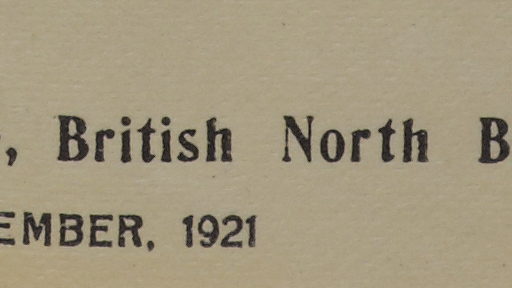 , British North B
EMBER, 1921